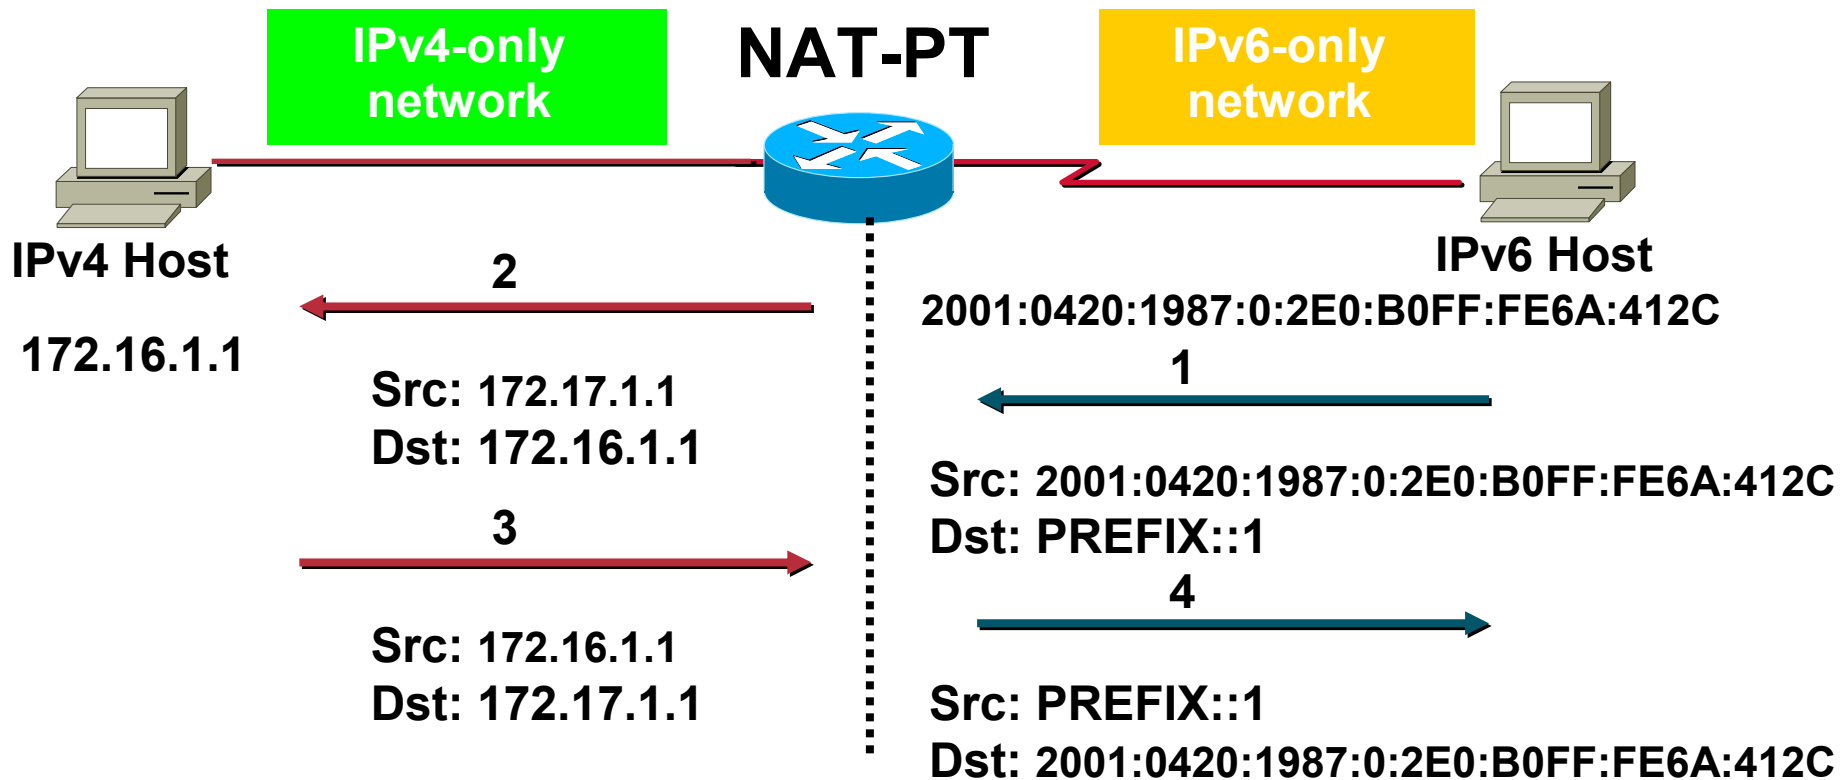 IPv4-only
network
NAT-PT
IPv6-only
network
IPv4 Host
172.16.1.1
IPv6 Host
2001:0420:1987:0:2E0:B0FF:FE6A:412C
1
Src: 2001:0420:1987:0:2E0:B0FF:FE6A:412C
Dst: PREFIX::1
2
Src: 172.17.1.1
Dst: 172.16.1.1
3
Src: 172.16.1.1
Dst: 172.17.1.1
4
Src: PREFIX::1
Dst: 2001:0420:1987:0:2E0:B0FF:FE6A:412C